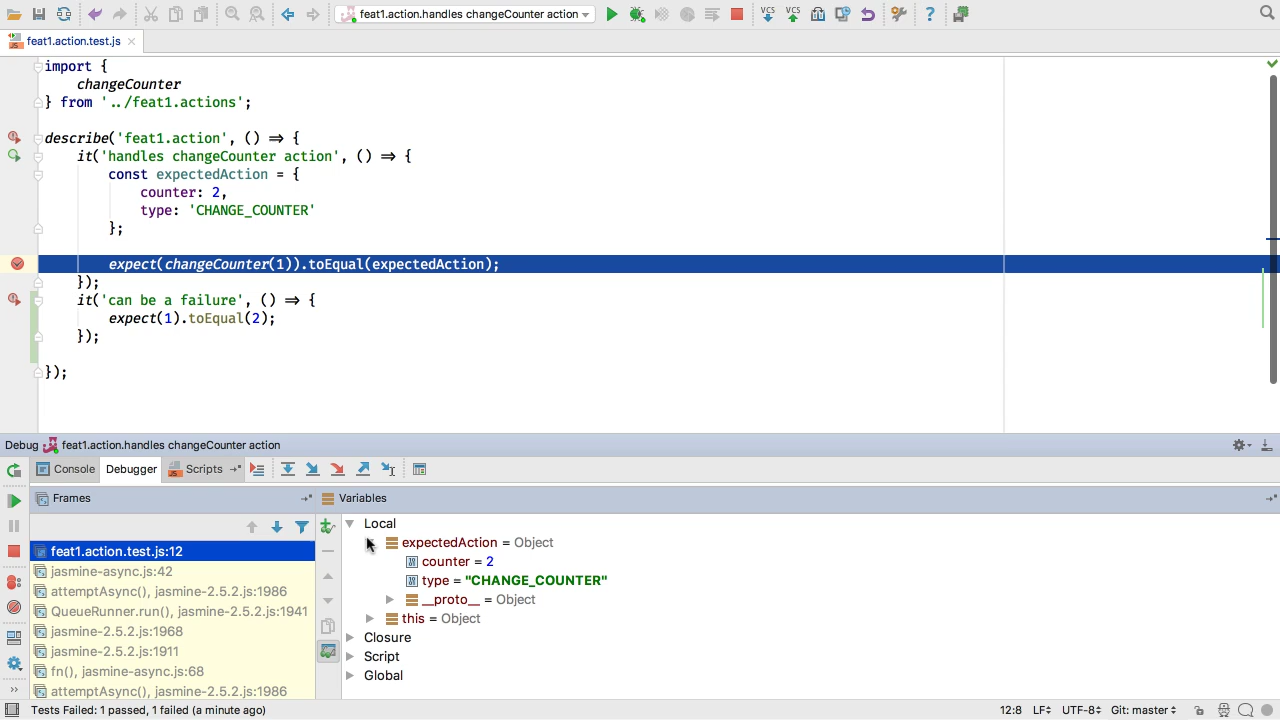 feat1.action.handles changeCounter action
VCS VCS
feat1.action.test.js
import {
changeCounter
} from '../feat1.actions';
describe('feat1.action', () ⇒ {
it('handles changeCounter action', () ⇒ {
const expectedAction = {
counter: 2,
type: 'CHANGE_COUNTER'
};
expect(changeCounter(1)).toEqual(expectedAction);
});
it('can be a failure', () ⇒ {
expect(1).toEqual(2);
});
});
Debug feat1.action.handles changeCounter action
Console Debugger Scripts
Frames
Variables
feat1.action.test.js:12
jasmine-async.js:42
attemptAsync(), jasmine-2.5.2.js:1986
QueueRunner.run(), jasmine-2.5.2.js:1941
jasmine-2.5.2.js:1968
jasmine-2.5.2.js:1911
fn(), jasmine-async.js:68
attemptAsync(), jasmine-2.5.2.js:1986
Local
expectedAction = Object
counter = 2
type = "CHANGE_COUNTER"
__proto__ = Object
this = Object
Closure
Script
Global
Tests Failed: 1 passed, 1 failed (a minute ago)
12:8 LF÷ UTF-8÷ Git: master÷